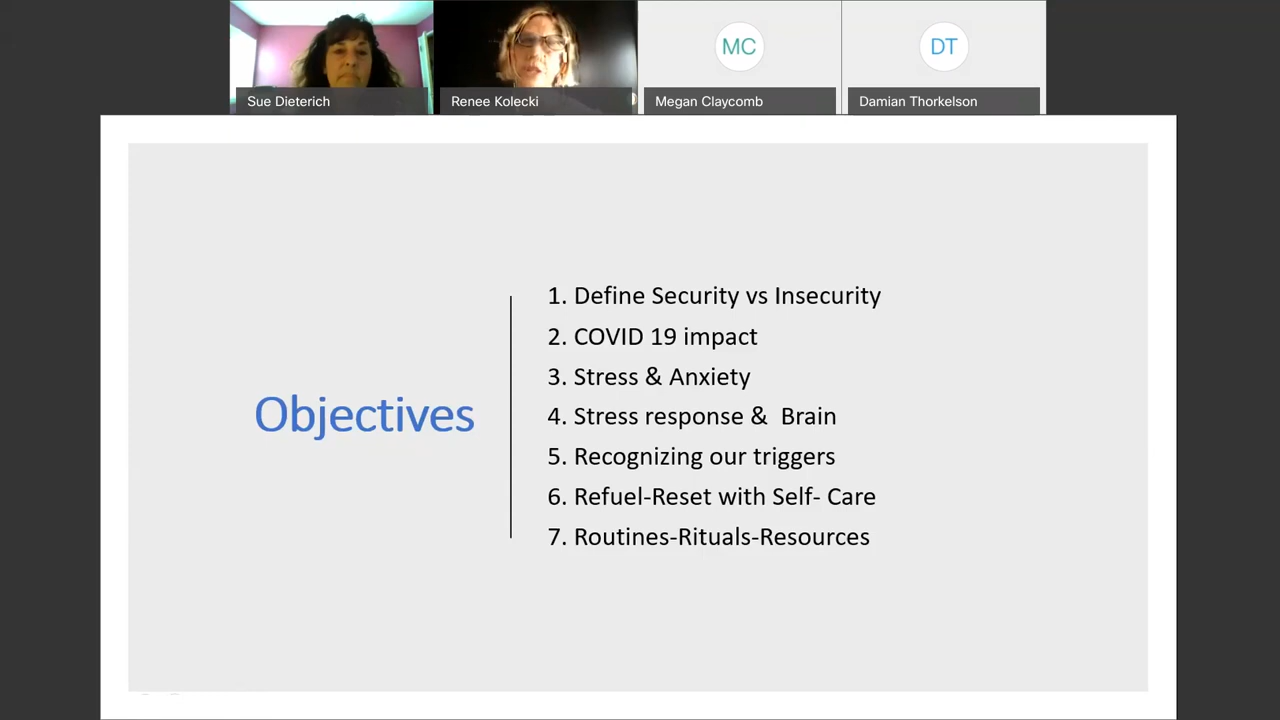 MC
DT
Sue Dieterich
Renee Kolecki
Megan Claycomb
Damian Thorkelson
Objectives
1. Define Security vs Insecurity
2. COVID 19 impact
3. Stress & Anxiety
4. Stress response &  Brain
5. Recognizing our triggers
6. Refuel-Reset with Self- Care
7. Routines-Rituals-Resources